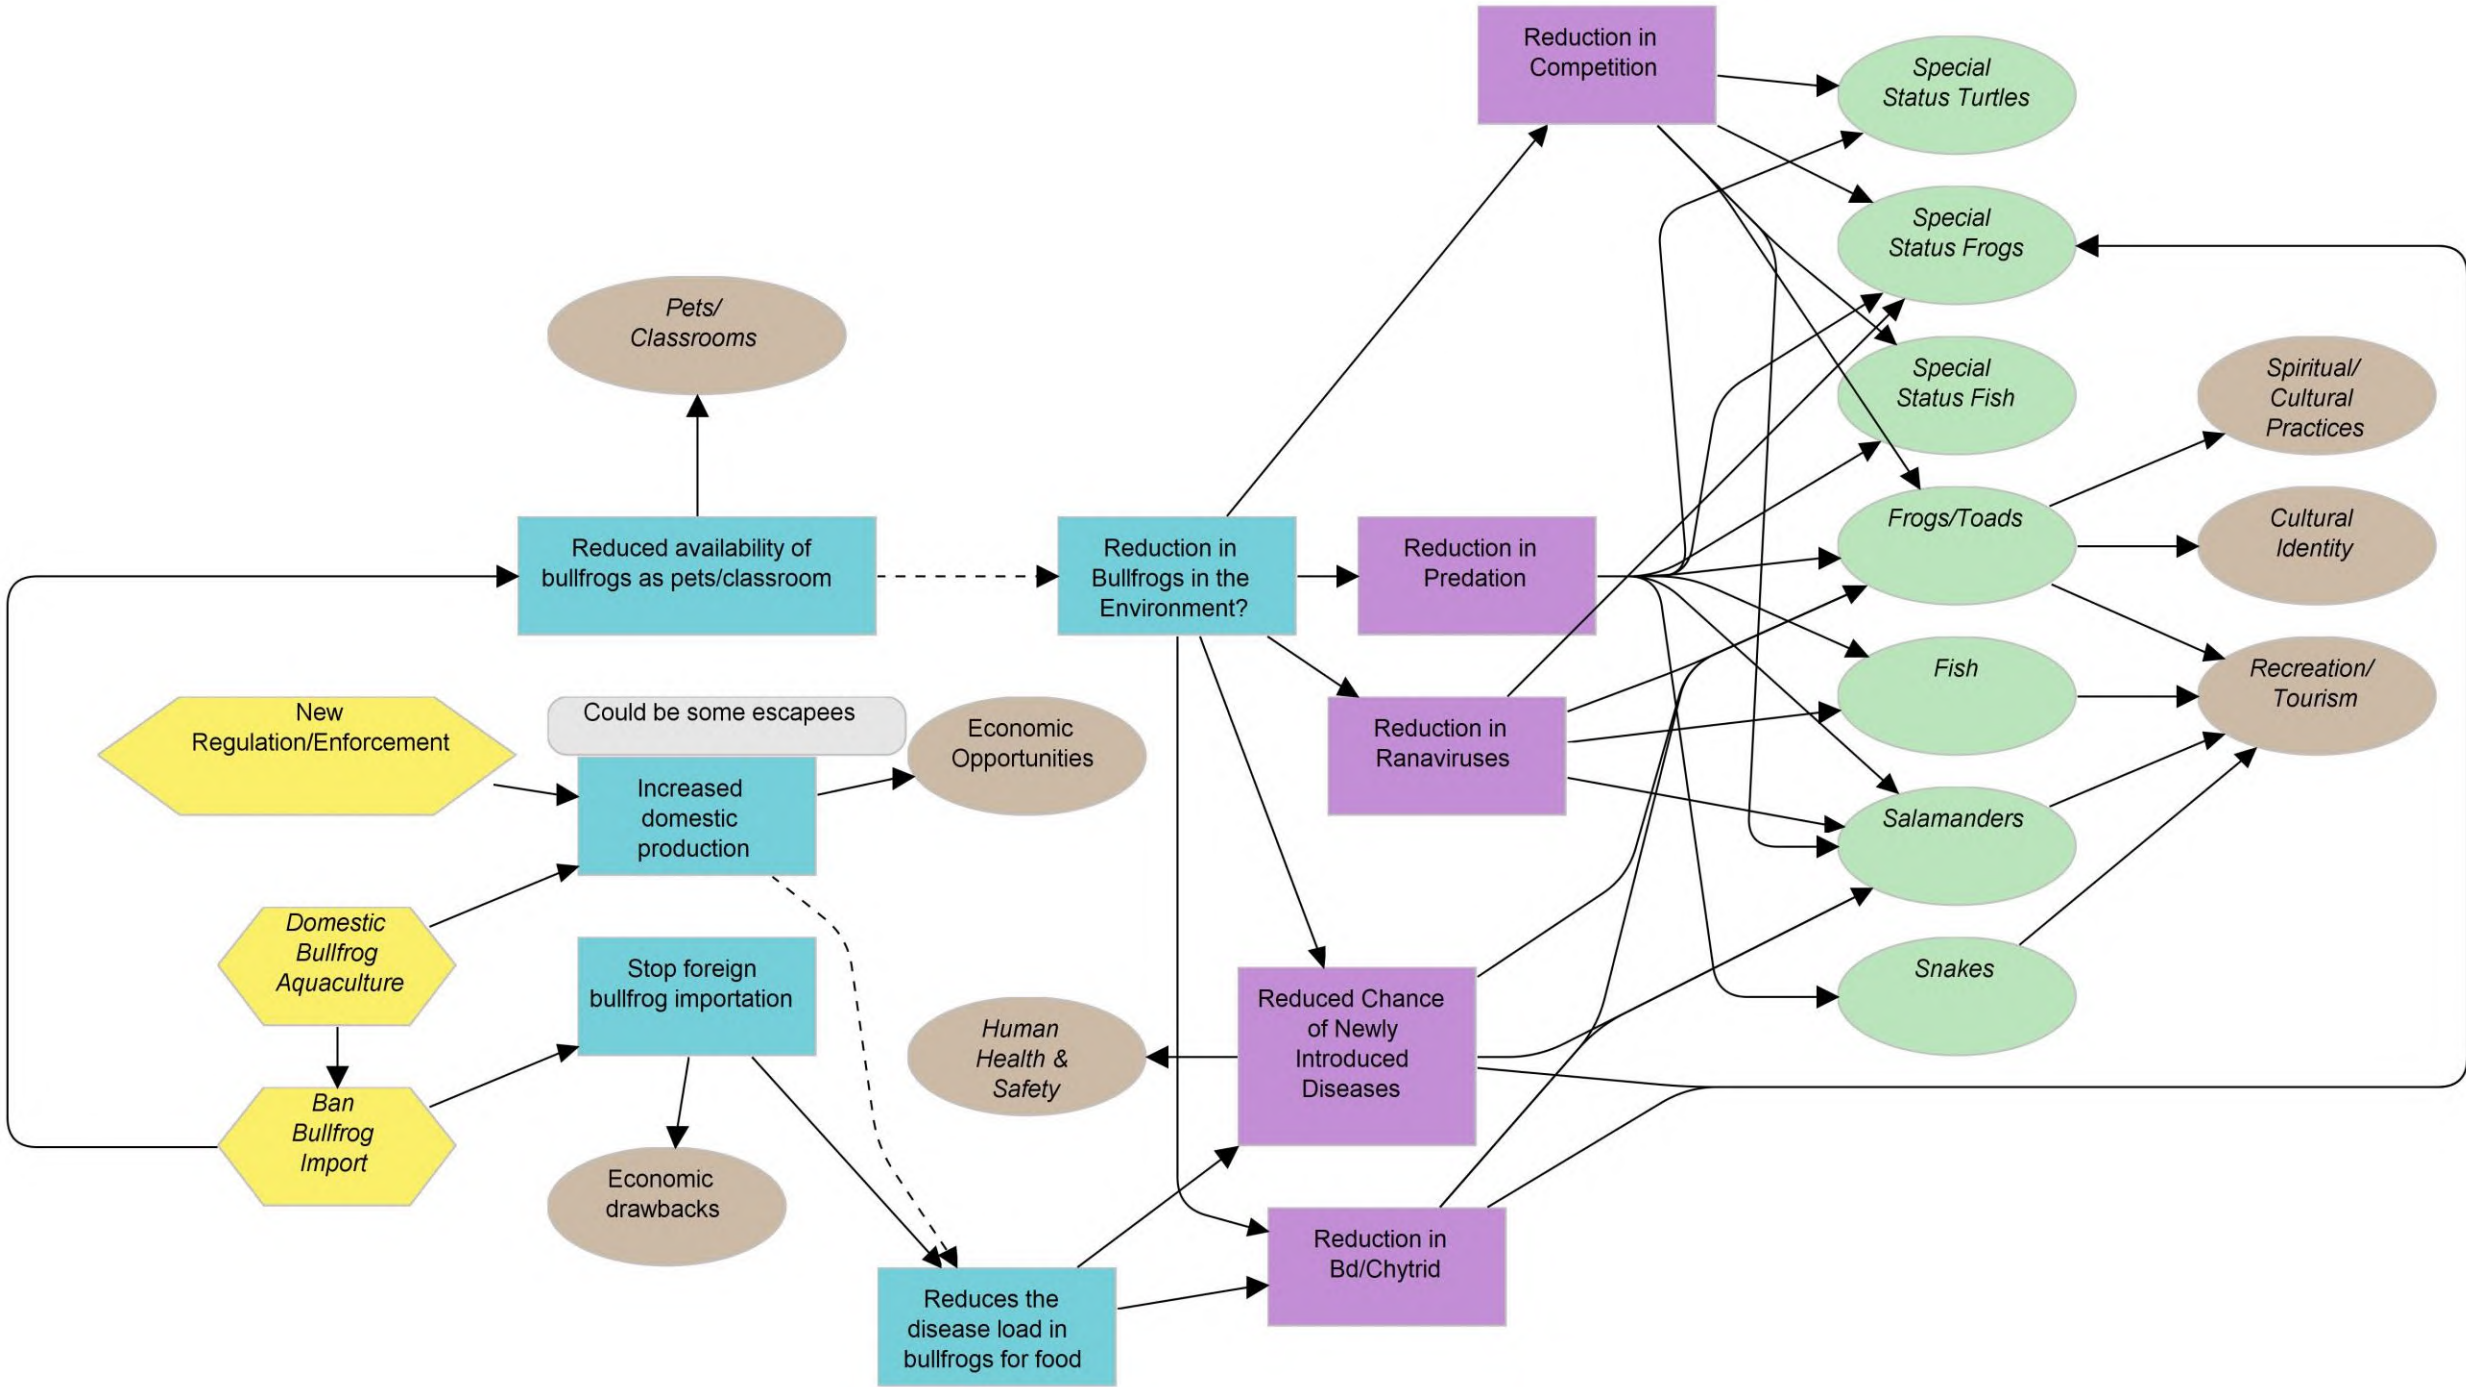 Reduction in
Competition
Special
Status Turtles
Special
Status Frogs
Pets/
Classrooms
Special
Status Fish
Spiritual/
Cultural
Practices
Reduced availability of
bullfrogs as pets/classroom
Reduction in
Bullfrogs in the
Environment?
Reduction in
Predation
Frogs/Toads
Cultural
Identity
New
Regulation/Enforcement
Could be some escapees
Increased
domestic
production
Economic
Opportunities
Reduction in
Ranaviruses
Fish
Recreation/
Tourism
Salamanders
Domestic
Bullfrog
Aquaculture
Stop foreign
bullfrog importation
Human
Health &
Safety
Reduced Chance
of Newly
Introduced
Diseases
Snakes
Ban
Bullfrog
Import
Economic
drawbacks
Reduces the
disease load in
bullfrogs for food
Reduction in
Bd/Chytrid